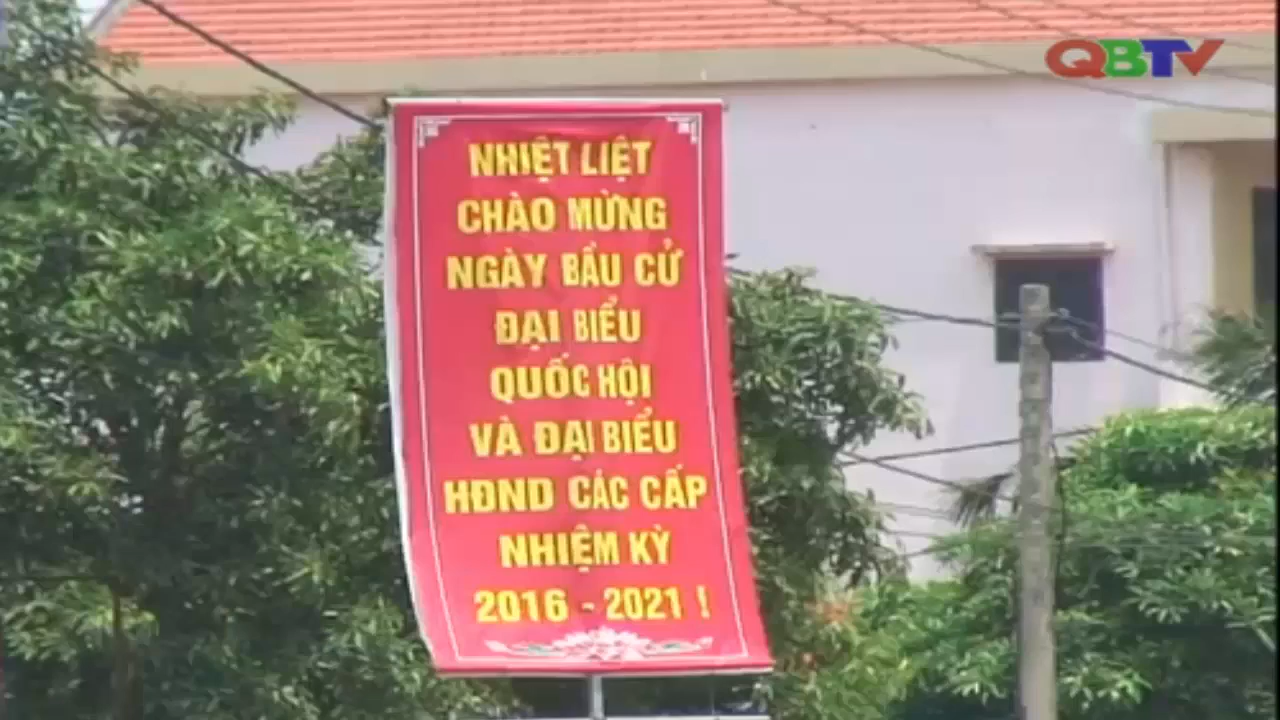 QBTV
NHIỆT LIỆT
CHÀO MỪNG
NGÀY BẦU CỬ
ĐẠI BIỂU
QUỐC HỘI
VÀ ĐẠI BIỂU
HĐND CÁC CẤP
NHIỆM KỲ
2016 - 2021 !